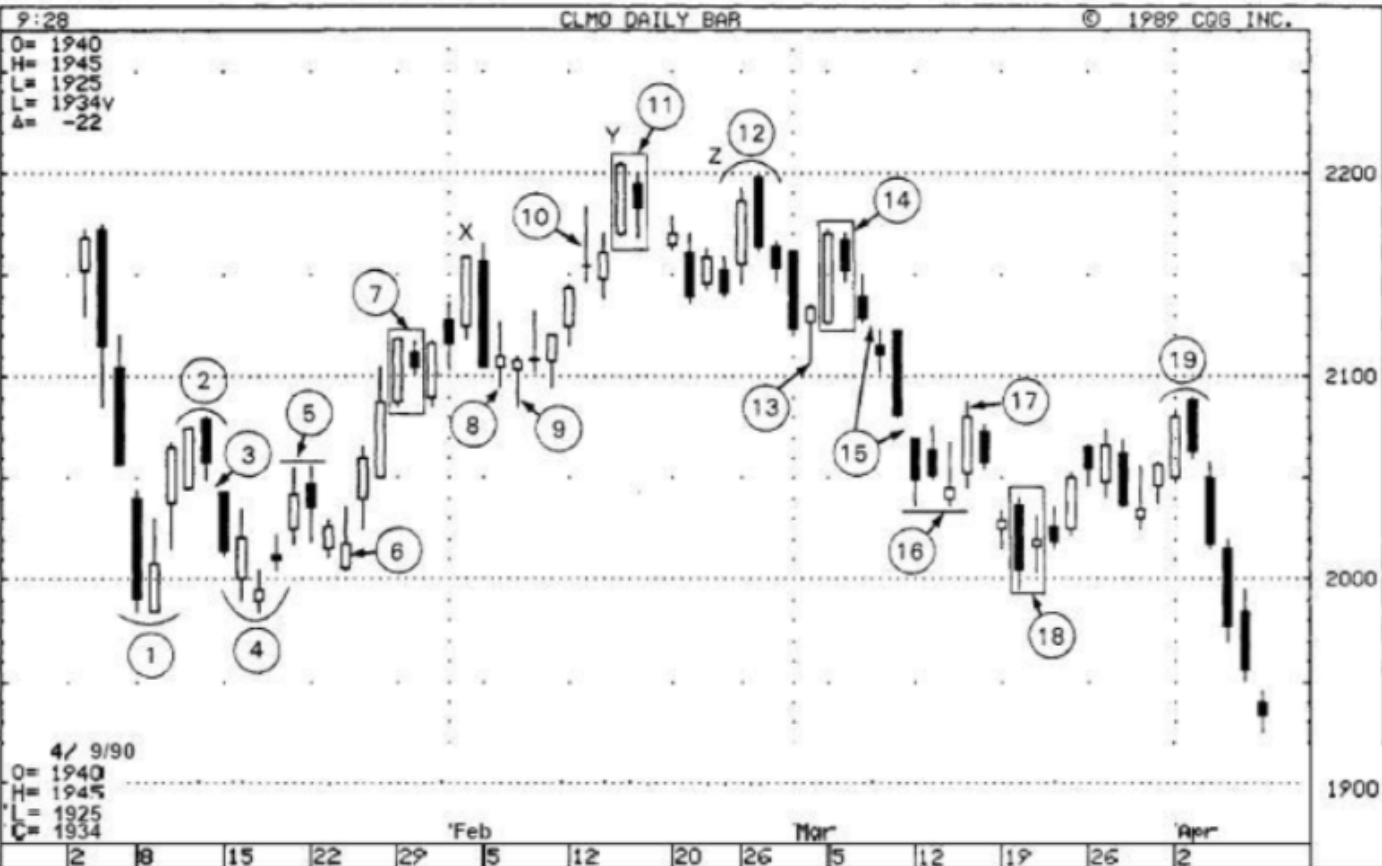 9:28 CLMO DAILY BAR © 1989 CQG INC.
O= 1940
H= 1945
L= 1925
L= 1934v
Δ= -22
11
Y
12
Z
2200
14
10
X
7
13
2100
2
8
9
19
5
3
15
17
6
16
2000
1
4
18
4/ 9/90
O= 1940
H= 1945
L= 1925
C= 1934
1900
Feb Mar Apr
2 8 15 22 29 5 12 20 26 5 12 19 26 2